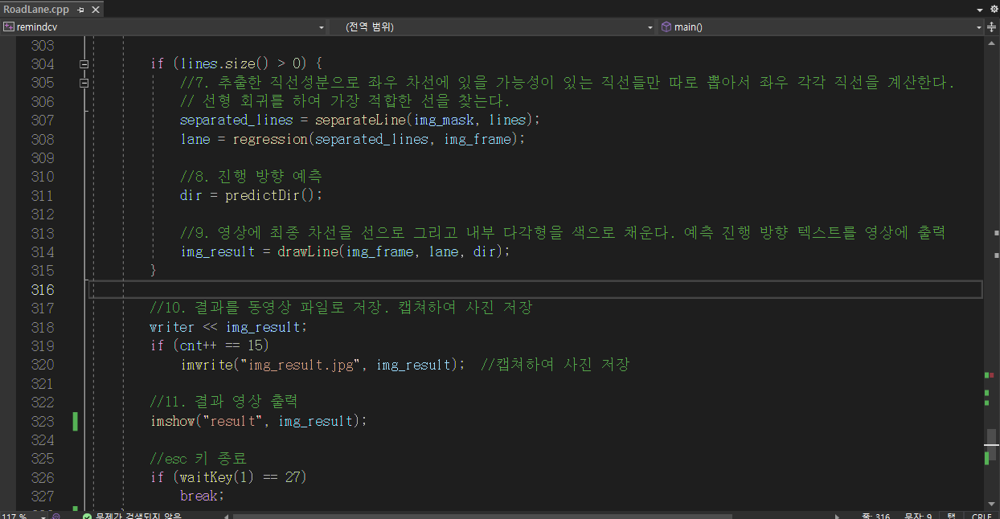 RoadLane.cpp
remindcv (전역 범위) main()
303
304 if (lines.size() > 0) {
305 //7. 추출한 직선성분으로 좌우 차선에 있을 가능성이 있는 직선들만 따로 뽑아서 좌우 각각 직선을 계산한다.
306 // 선형 회귀를 하여 가장 적합한 선을 찾는다.
307 separated_lines = separateLine(img_mask, lines);
308 lane = regression(separated_lines, img_frame);
309
310 //8. 진행 방향 예측
311 dir = predictDir();
312
313 //9. 영상에 최종 차선을 선으로 그리고 내부 다각형을 색으로 채운다. 예측 진행 방향 텍스트를 영상에 출력
314 img_result = drawLine(img_frame, lane, dir);
315 }
316
317 //10. 결과를 동영상 파일로 저장. 캡쳐하여 사진 저장
318 writer << img_result;
319 if (cnt++ == 15)
320 imwrite("img_result.jpg", img_result); //캡쳐하여 사진 저장
321
322 //11. 결과 영상 출력
323 imshow("result", img_result);
324
325 //esc 키 종료
326 if (waitKey(1) == 27)
327 break;
117 % 문제가 검색되지 않음 줄: 316 문자: 9 탭 CRLF